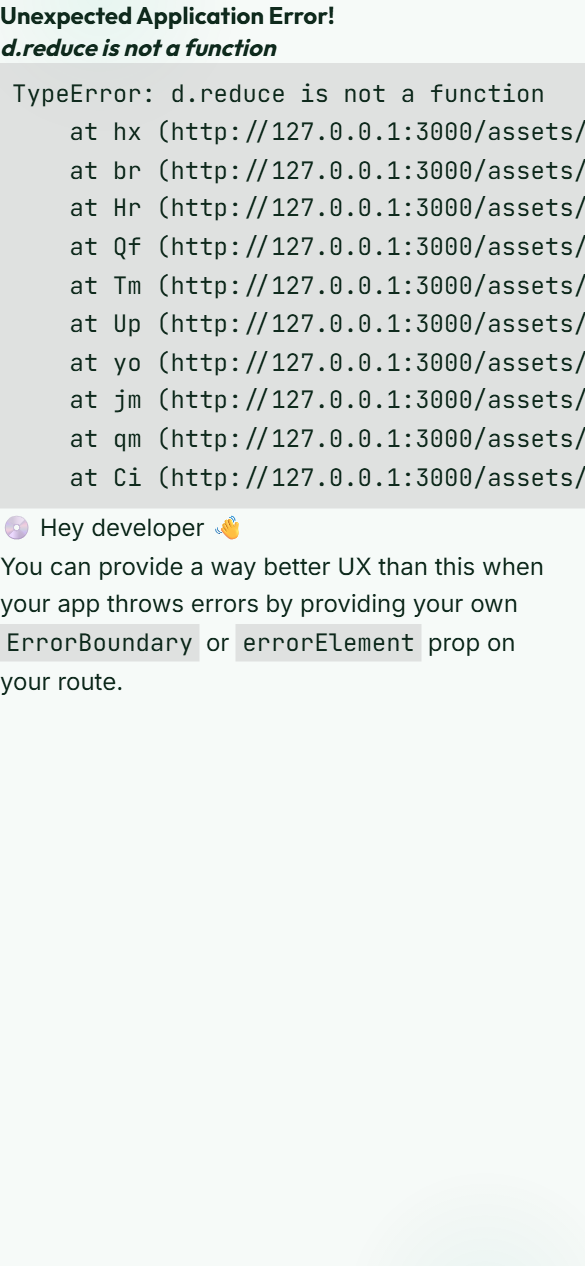 Unexpected Application Error!
d.reduce is not a function
TypeError: d.reduce is not a function
at hx (http://127.0.0.1:3000/assets/
at br (http://127.0.0.1:3000/assets/
at Hr (http://127.0.0.1:3000/assets/
at Qf (http://127.0.0.1:3000/assets/
at Tm (http://127.0.0.1:3000/assets/
at Up (http://127.0.0.1:3000/assets/
at yo (http://127.0.0.1:3000/assets/
at jm (http://127.0.0.1:3000/assets/
at qm (http://127.0.0.1:3000/assets/
at Ci (http://127.0.0.1:3000/assets/
💿 Hey developer 👋
You can provide a way better UX than this when
your app throws errors by providing your own
ErrorBoundary or errorElement prop on
your route.